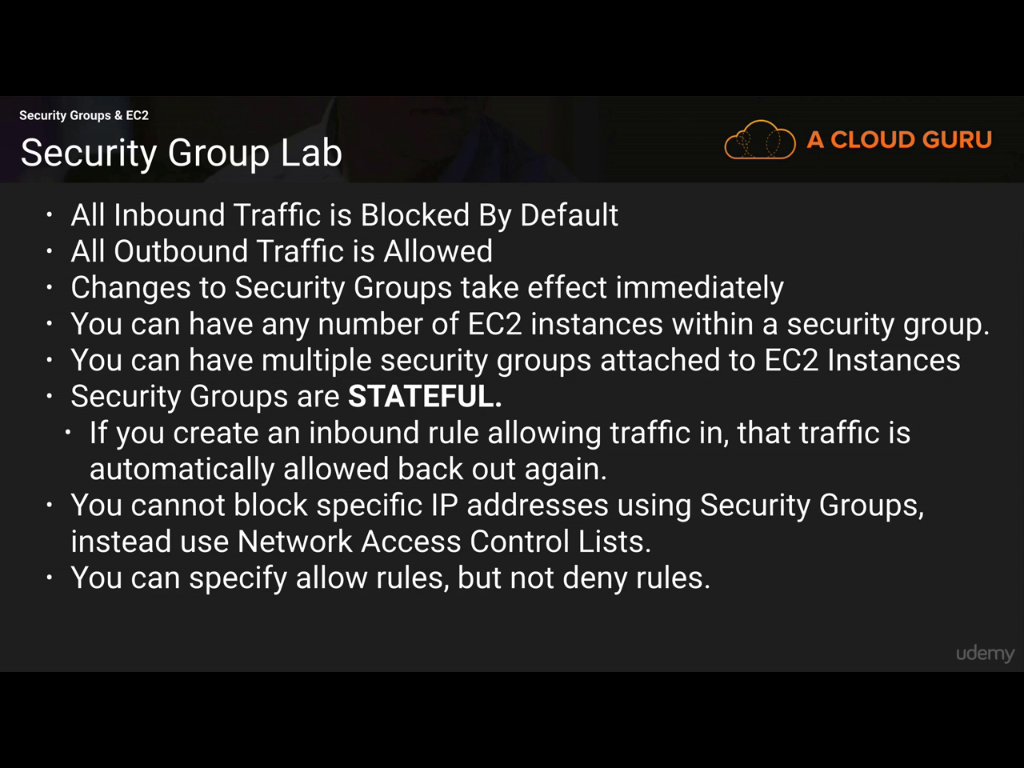 Security Groups & EC2
Security Group Lab
A CLOUD GURU
• All Inbound Traffic is Blocked By Default
• All Outbound Traffic is Allowed
• Changes to Security Groups take effect immediately
• You can have any number of EC2 instances within a security group.
• You can have multiple security groups attached to EC2 Instances
• Security Groups are STATEFUL.
• If you create an inbound rule allowing traffic in, that traffic is
automatically allowed back out again.
• You cannot block specific IP addresses using Security Groups,
instead use Network Access Control Lists.
• You can specify allow rules, but not deny rules.
udemy